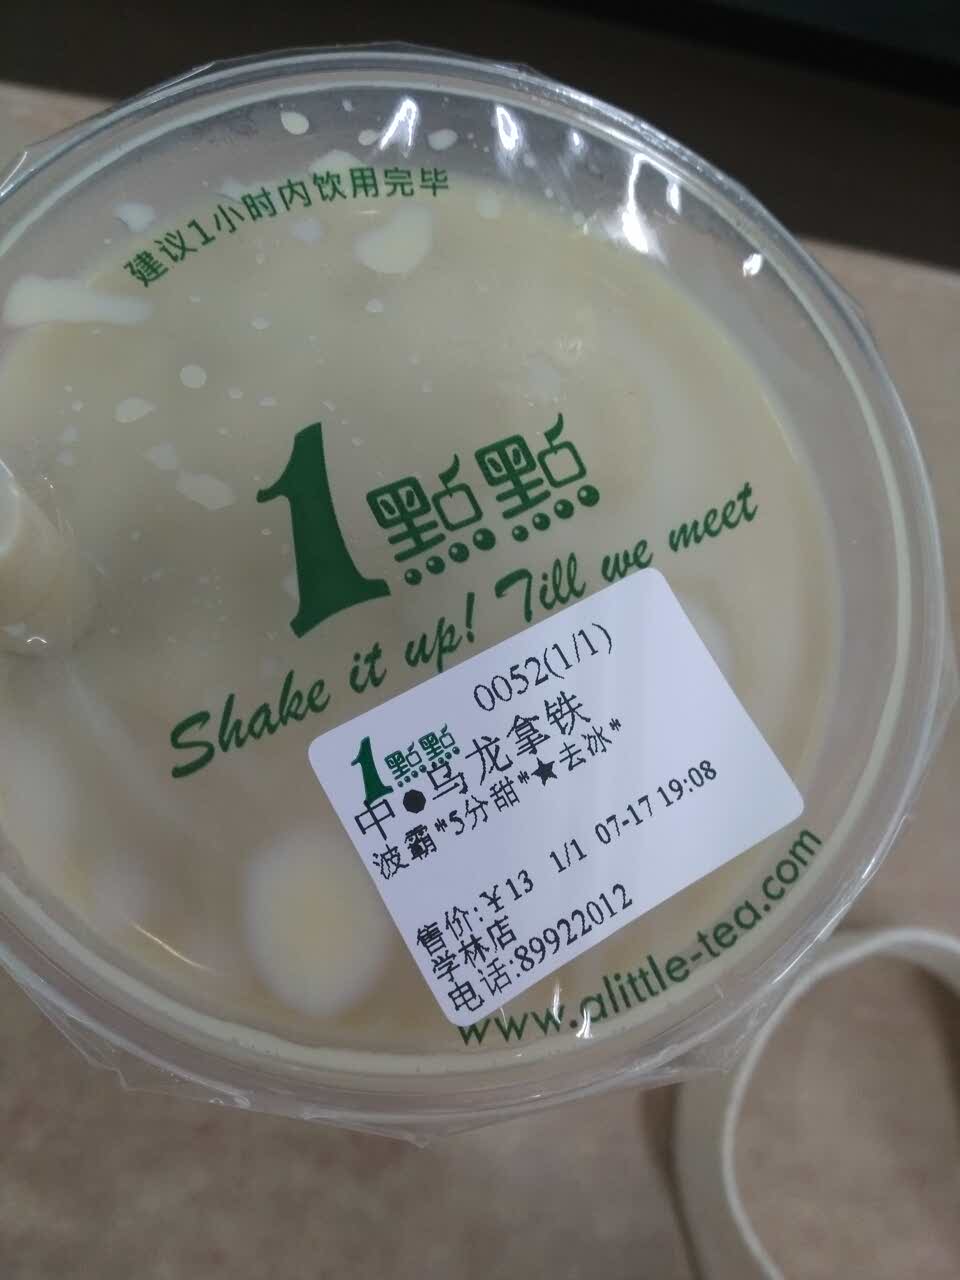 建议1小时内饮用完毕
1點點
Shake it up! Till we meet
0052(1/1)
1點點
中●乌龙拿铁
波霸*5分甜*★去冰*
售价:¥13 1/1 07-17 19:08
学林店
电话:89922012
www.alittle-tea.com